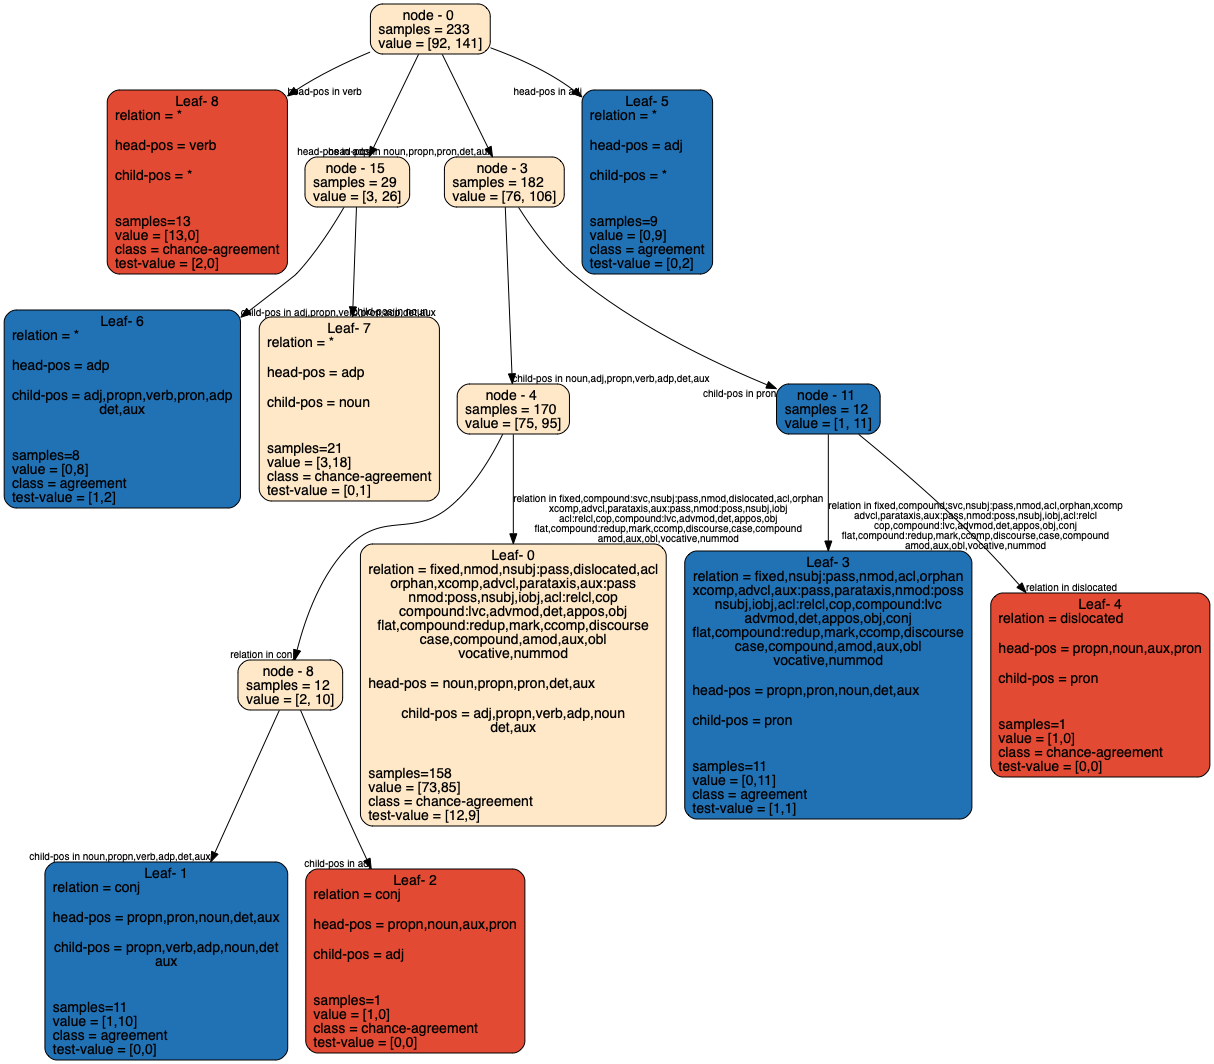 node - 0
samples = 233
value = [92, 141]
head-pos in verb
head-pos in adj
Leaf- 8
relation = *
head-pos = verb
child-pos = *
samples=13
value = [13,0]
class = chance-agreement
test-value = [2,0]
head-pos in noun,propn,pron,det,aux
node - 15
samples = 29
value = [3, 26]
node - 3
samples = 182
value = [76, 106]
Leaf- 5
relation = *
head-pos = adj
child-pos = *
samples=9
value = [0,9]
class = agreement
test-value = [0,2]
child-pos in adj,propn,verb,pron,adp,det,aux
child-pos in noun
Leaf- 6
relation = *
head-pos = adp
child-pos = adj,propn,verb,pron,adp
det,aux
samples=8
value = [0,8]
class = agreement
test-value = [1,2]
Leaf- 7
relation = *
head-pos = adp
child-pos = noun
samples=21
value = [3,18]
class = chance-agreement
test-value = [0,1]
child-pos in noun,adj,propn,verb,adp,det,aux
child-pos in pron
node - 4
samples = 170
value = [75, 95]
node - 11
samples = 12
value = [1, 11]
relation in fixed,compound:svc,nsubj:pass,nmod,dislocated,acl,orphan
xcomp,advcl,parataxis,aux:pass,nmod:poss,nsubj,iobj
acl:relcl,cop,compound:lvc,advmod,det,appos,obj
flat,compound:redup,mark,ccomp,discourse,case,compound
amod,aux,obl,vocative,nummod
relation in fixed,compound:svc,nsubj:pass,nmod,acl,orphan,xcomp
advcl,parataxis,aux:pass,nmod:poss,nsubj,iobj,acl:relcl
cop,compound:lvc,advmod,det,appos,obj,conj
flat,compound:redup,mark,ccomp,discourse,case,compound
amod,aux,obl,vocative,nummod
relation in dislocated
Leaf- 0
relation = fixed,nmod,nsubj:pass,dislocated,acl
orphan,xcomp,advcl,parataxis,aux:pass
nmod:poss,nsubj,iobj,acl:relcl,cop
compound:lvc,advmod,det,appos,obj
flat,compound:redup,mark,ccomp,discourse
case,compound,amod,aux,obl
vocative,nummod
head-pos = noun,propn,pron,det,aux
child-pos = adj,propn,verb,adp,noun
det,aux
samples=158
value = [73,85]
class = chance-agreement
test-value = [12,9]
Leaf- 3
relation = fixed,nsubj:pass,nmod,acl,orphan
xcomp,advcl,aux:pass,parataxis,nmod:poss
nsubj,iobj,acl:relcl,cop,compound:lvc
advmod,det,appos,obj,conj
flat,compound:redup,mark,ccomp,discourse
case,compound,amod,aux,obl
vocative,nummod
head-pos = propn,pron,noun,det,aux
child-pos = pron
samples=11
value = [0,11]
class = agreement
test-value = [1,1]
Leaf- 4
relation = dislocated
head-pos = propn,noun,aux,pron
child-pos = pron
samples=1
value = [1,0]
class = chance-agreement
test-value = [0,0]
relation in conj
node - 8
samples = 12
value = [2, 10]
child-pos in noun,propn,verb,adp,det,aux
child-pos in adj
Leaf- 1
relation = conj
head-pos = propn,pron,noun,det,aux
child-pos = propn,verb,adp,noun,det
aux
samples=11
value = [1,10]
class = agreement
test-value = [0,0]
Leaf- 2
relation = conj
head-pos = propn,noun,aux,pron
child-pos = adj
samples=1
value = [1,0]
class = chance-agreement
test-value = [0,0]